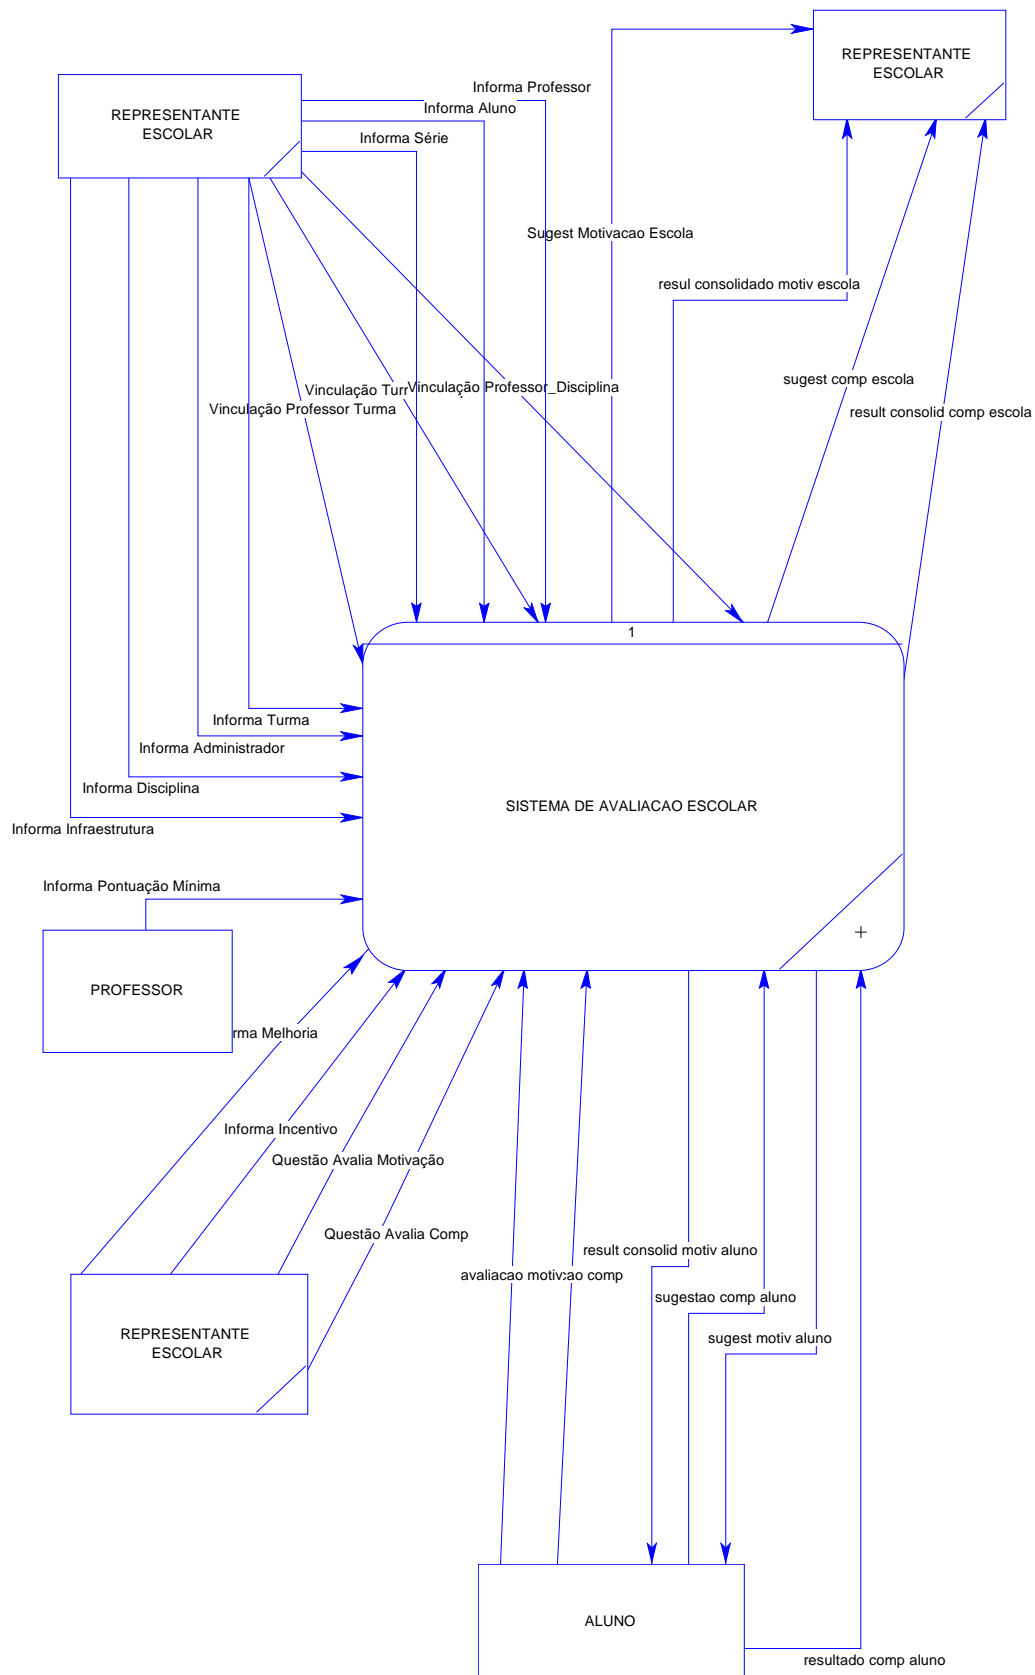 REPRESENTANTE
ESCOLAR
REPRESENTANTE
ESCOLAR
Informa Professor
Informa Aluno
Informa Série
Sugest Motivacao Escola
resul consolidado motiv escola
sugest comp escola
result consolid comp escola
Vinculação Professor_Disciplina
Vinculação
Vinculação Professor Turma
1
Informa Turma
Informa Administrador
Informa Disciplina
Informa Infraestrutura
SISTEMA DE AVALIACAO ESCOLAR
Informa Pontuação Mínima
+
PROFESSOR
Melhoria
Informa Incentivo
Questão Avalia Motivação
Questão Avalia Comp
result consolid motiv aluno
avaliacao
comp
sugestao comp aluno
sugest motiv aluno
REPRESENTANTE
ESCOLAR
ALUNO
resultado comp aluno